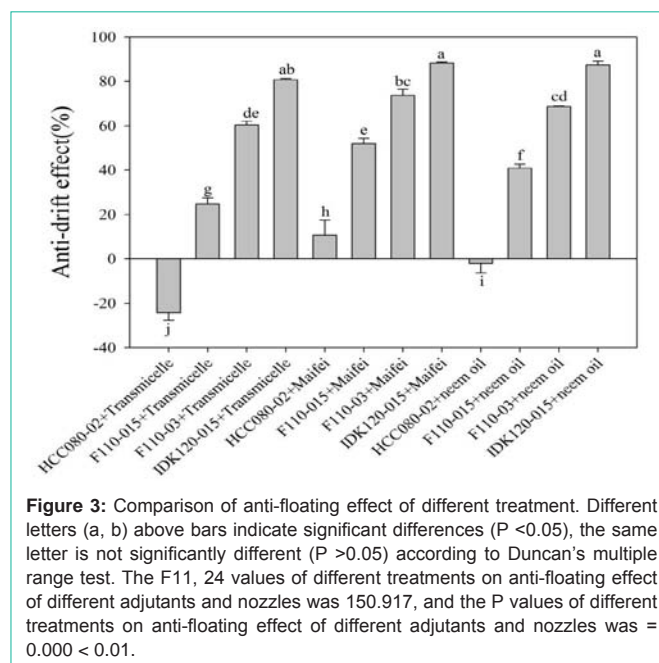 100
80
60
40
20
0
-20
-40
Anti-drift effect(%)
j
g
de
ab
h
e
bc
a
i
f
cd
a
HCC080-02+Transmicelle
F110-015+Transmicelle
F110-03+Transmicelle
IDK120-015+Transmicelle
HCC080-02+Maifei
F110-015+Maifei
F110-03+Maifei
IDK120-015+Maifei
HCC080-02+neem oil
F110-015+neem oil
F110-03+neem oil
IDK120-015+neem oil
Figure 3: Comparison of anti-floating effect of different treatment. Different
letters (a, b) above bars indicate significant differences (P <0.05), the same
letter is not significantly different (P >0.05) according to Duncan's multiple
range test. The F11, 24 values of different treatments on anti-floating effect
of different adjutants and nozzles was 150.917, and the P values of different
treatments on anti-floating effect of different adjutants and nozzles was =
0.000 < 0.01.